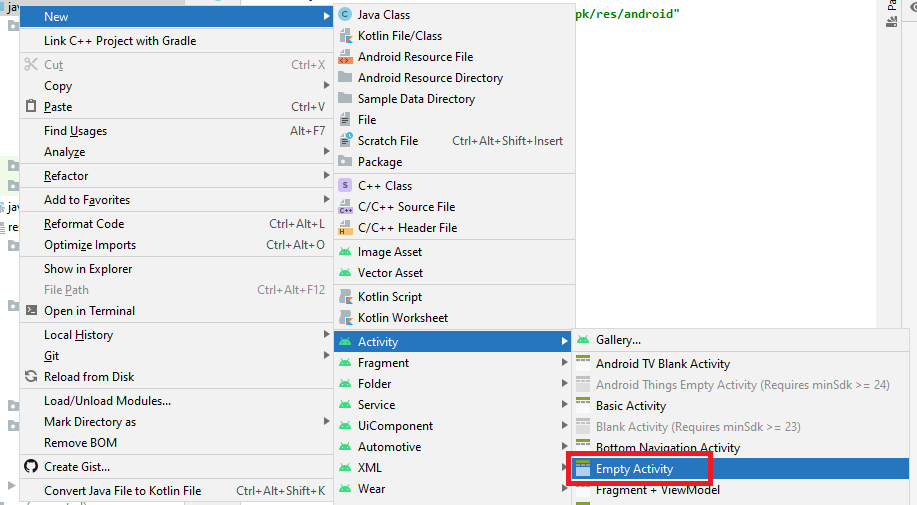 jav
New
Link C++ Project with Gradle
Cut Ctrl+X
Copy
Paste Ctrl+V
Find Usages Alt+F7
Analyze
Refactor
Add to Favorites
Reformat Code Ctrl+Alt+L
Optimize Imports Ctrl+Alt+O
Show in Explorer
File Path Ctrl+Alt+F12
Open in Terminal
Local History
Git
Reload from Disk
Load/Unload Modules...
Mark Directory as
Remove BOM
Create Gist...
Convert Java File to Kotlin File Ctrl+Alt+Shift+K
jav
re
Java Class
Kotlin File/Class
Android Resource File
Android Resource Directory
Sample Data Directory
File
Scratch File Ctrl+Alt+Shift+Insert
Package
S C++ Class
C++ C/C++ Source File
H C/C++ Header File
Image Asset
Vector Asset
Kotlin Script
Kotlin Worksheet
Activity
Fragment
Folder
Service
UiComponent
Automotive
XML
Wear
pk/res/android"
Pa
Gallery...
Android TV Blank Activity
Android Things Empty Activity (Requires minSdk >= 24)
Basic Activity
Blank Activity (Requires minSdk >= 23)
Bottom Navigation Activity
Empty Activity
Fragment + ViewModel